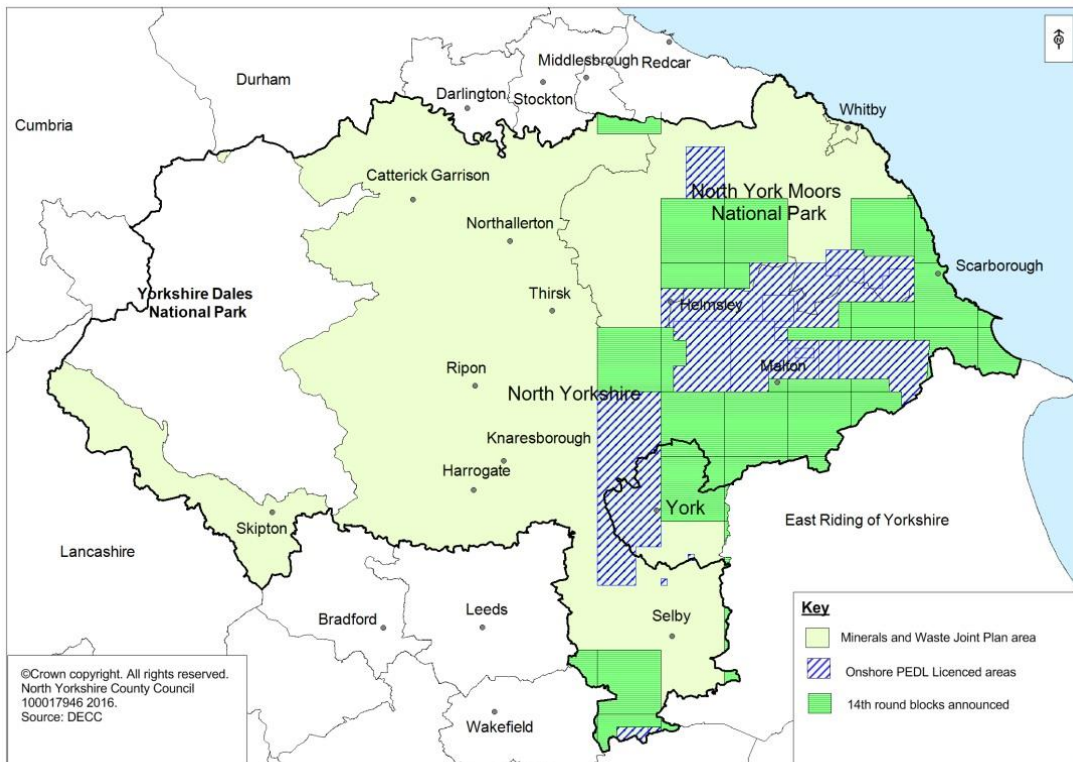 Durham
Middlesbrough
Redcar
Darlington
Stockton
Cumbria
Whitby
Catterick Garrison
North York Moors
National Park
Northallerton
Scarborough
Yorkshire Dales
National Park
Thirsk
Helmsley
Ripon
North Yorkshire
Malton
Knaresborough
Harrogate
Skipton
York
East Riding of Yorkshire
Lancashire
Bradford
Leeds
Selby
Wakefield
Key
Minerals and Waste Joint Plan area
Onshore PEDL Licenced areas
14th round blocks announced
©Crown copyright. All rights reserved.
North Yorkshire County Council
100017946 2016.
Source: DECC